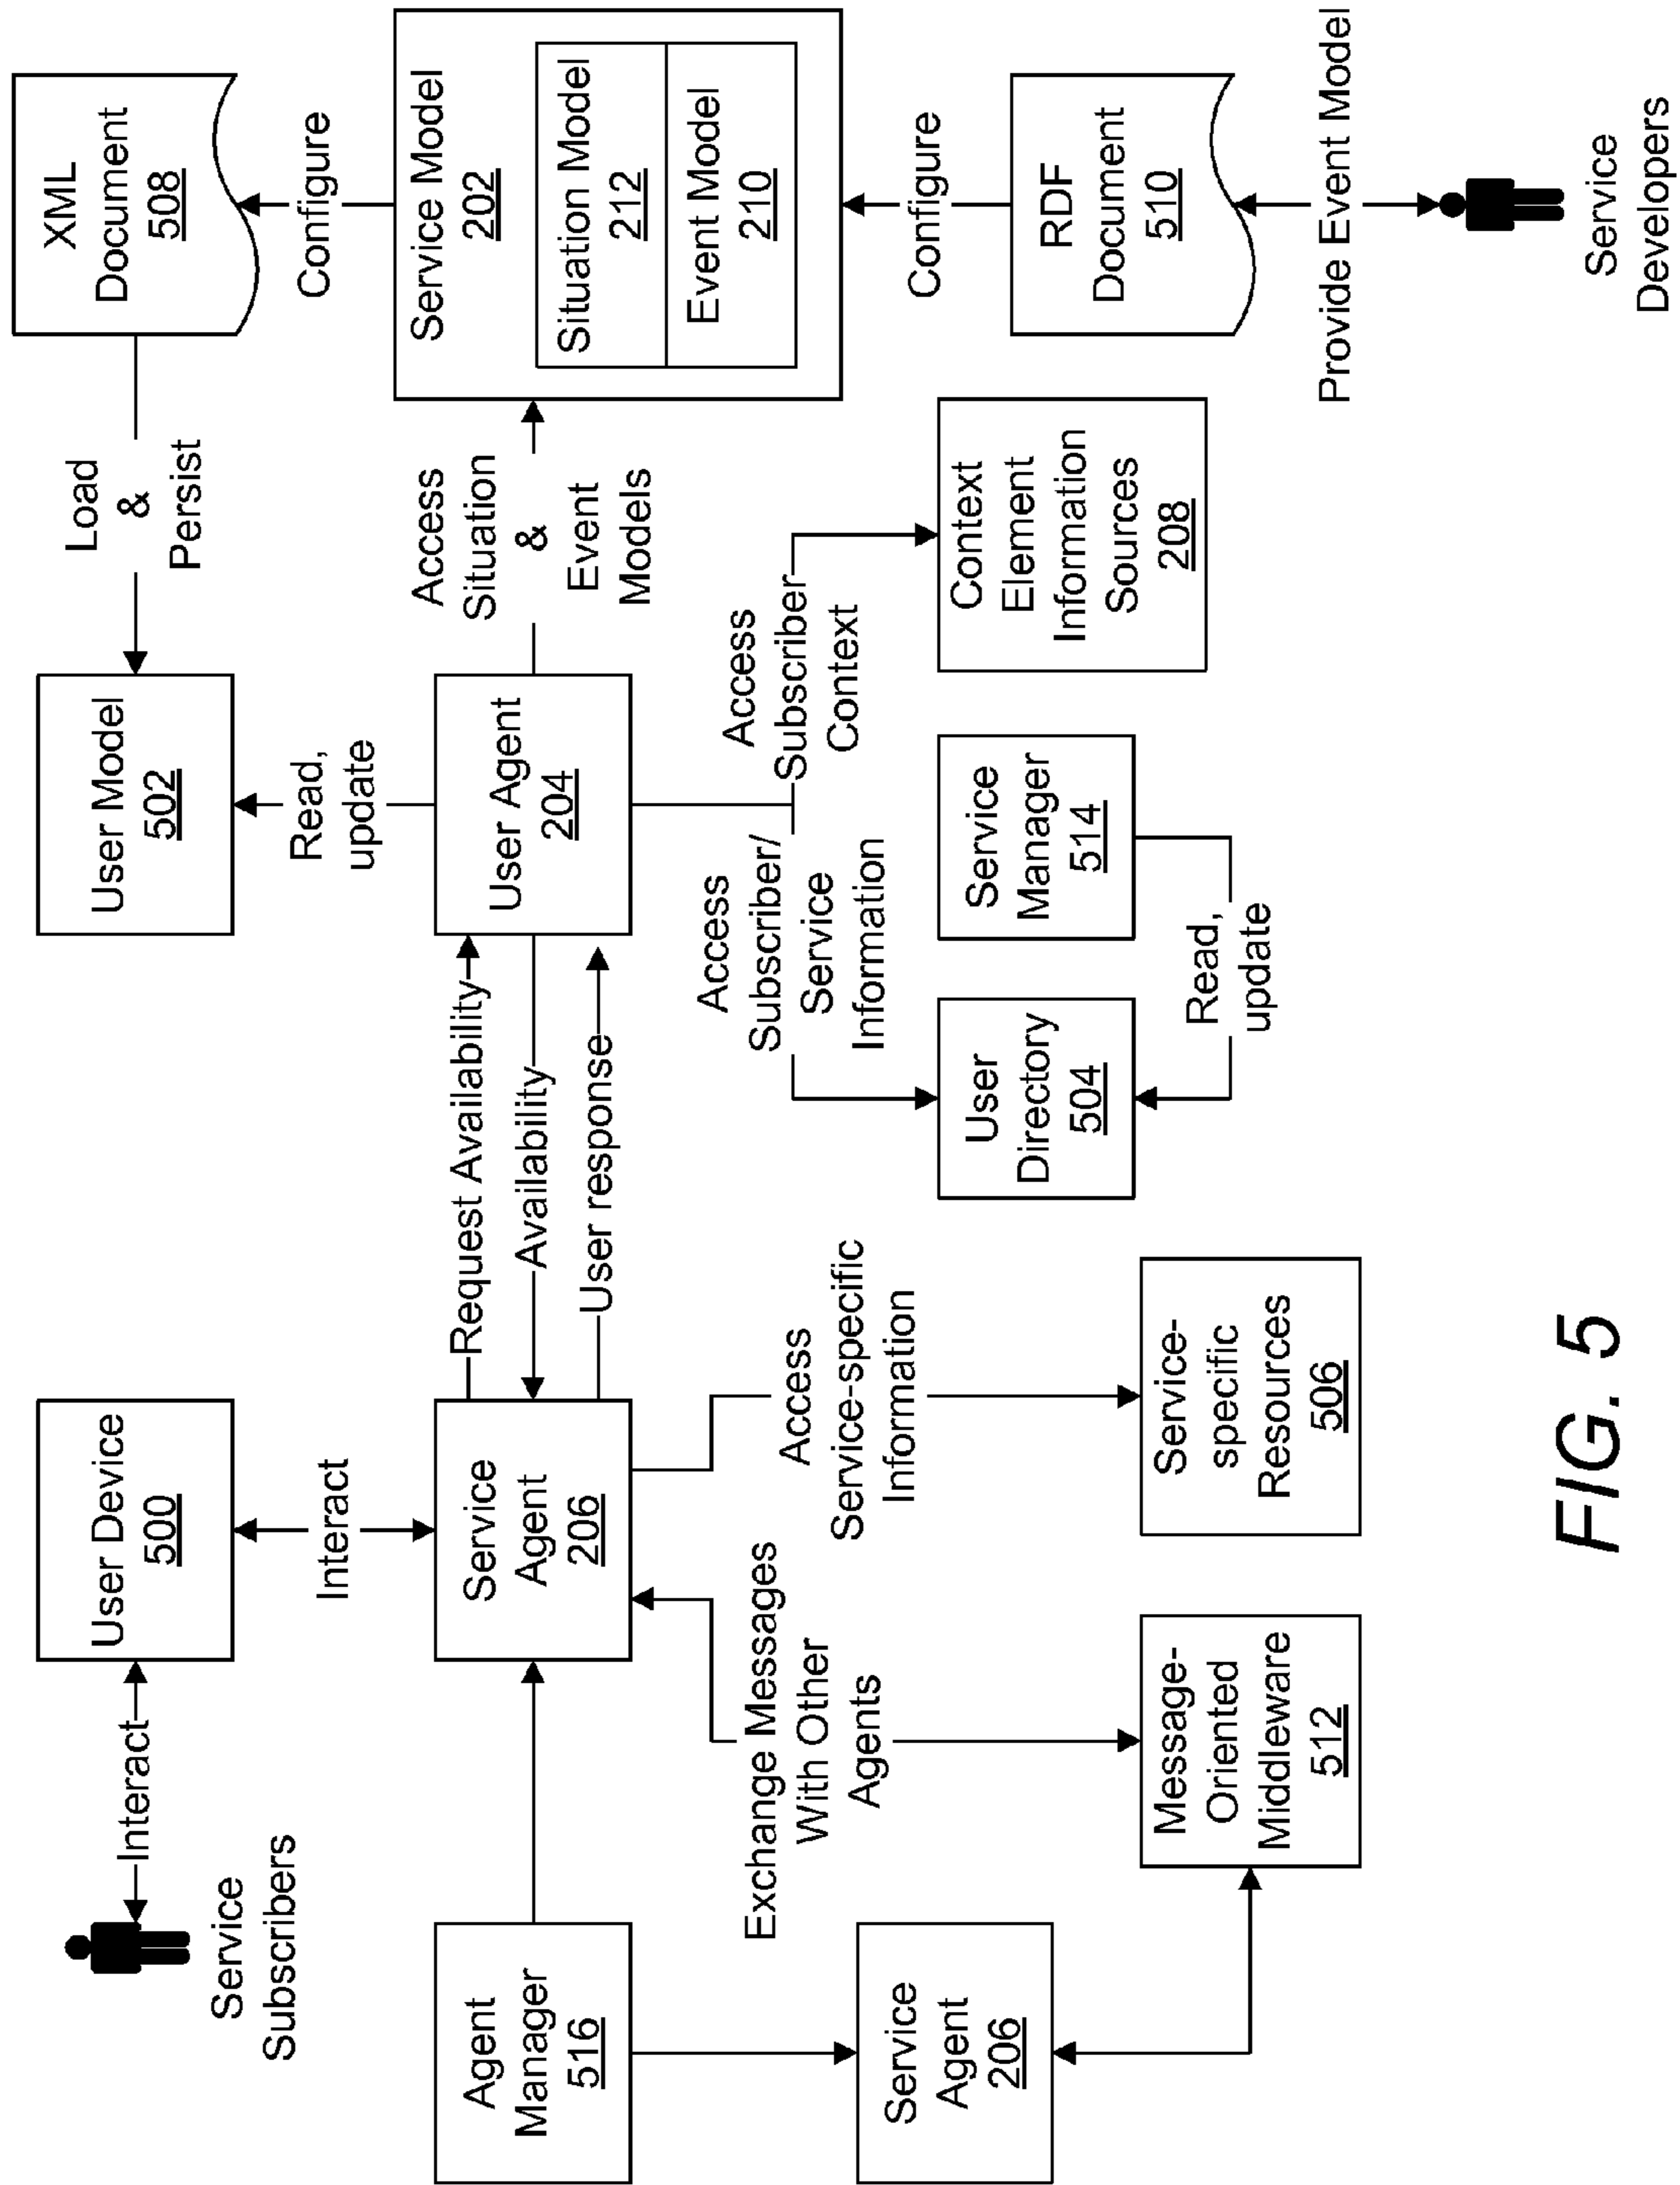 Service
Subscribers
Interact
User Device
500
User Model
502
Load
&
Persist
XML
Document
508
Interact
Read,
update
Configure
Agent
Manager
516
Service
Agent
206
Request Availability
Availability
User response
User Agent
204
Access
Situation
&
Event
Models
Service Model
202
Situation Model
212
Event Model
210
Exchange Messages
With Other
Agents
Access
Service-specific
Information
Access
Subscriber/
Service
Information
Access
Subscriber
Context
Configure
Service
Agent
206
User
Directory
504
Service
Manager
514
Context
Element
Information
Sources
208
RDF
Document
510
Message-
Oriented
Middleware
512
Service-
specific
Resources
506
Read,
update
Provide Event Model
Service
Developers
FIG. 5